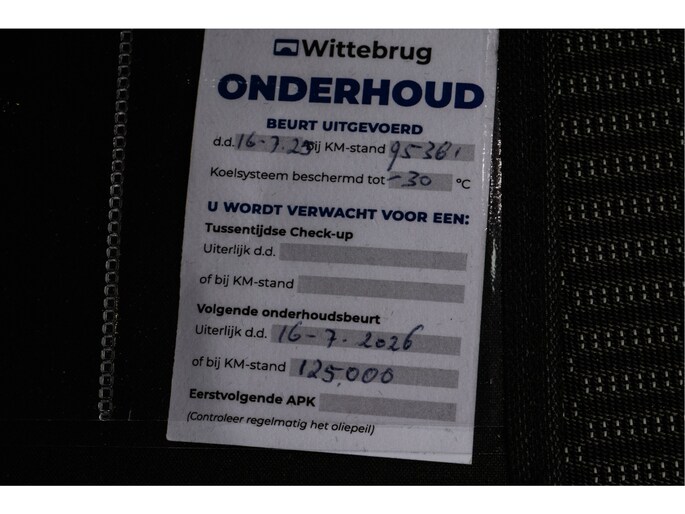 Wittebrug
ONDERHOUD
BEURT UITGEVOERD
d.d. 16-7.25 bij KM-stand 95361
Koelsysteem beschermd tot -30 °C
U WORDT VERWACHT VOOR EEN:
Tussentijdse Check-up
Uiterlijk d.d.
of bij KM-stand
Volgende onderhoudsbeurt
Uiterlijk d.d. 16-7.2026
of bij KM-stand 125.000
Eerstvolgende APK
(Controleer regelmatig het oliepeil)